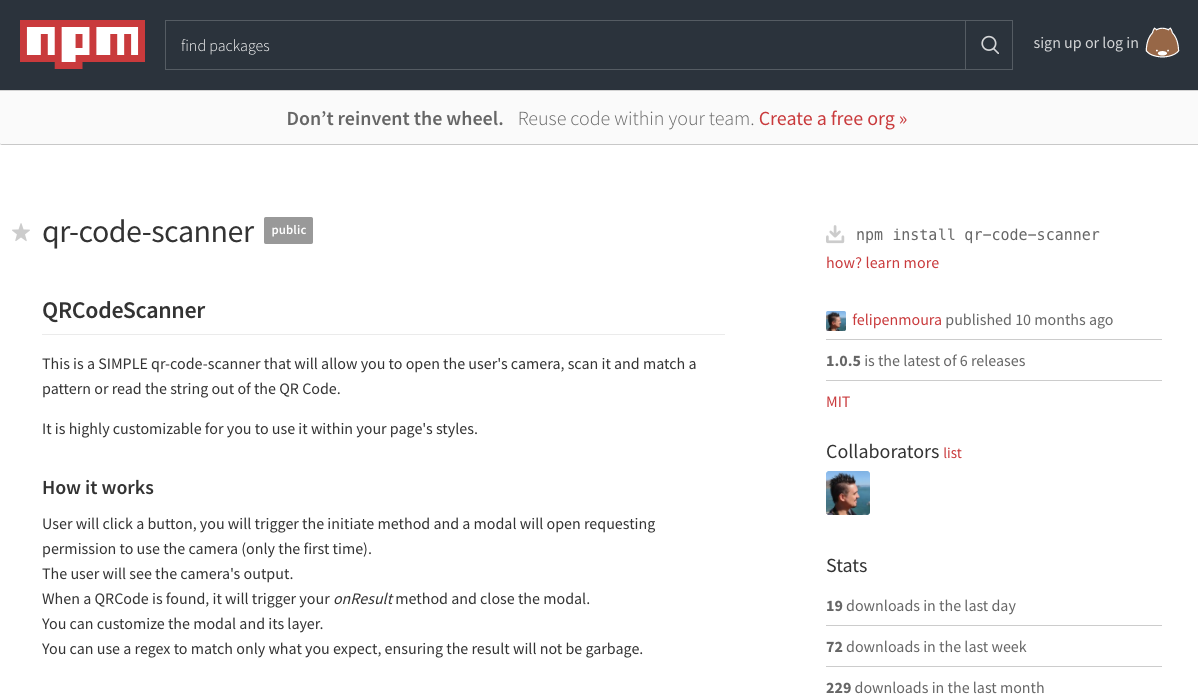 npm
find packages
sign up or log in
Don’t reinvent the wheel. Reuse code within your team. Create a free org »
qr-code-scanner public
QRCodeScanner
This is a SIMPLE qr-code-scanner that will allow you to open the user's camera, scan it and match a
pattern or read the string out of the QR Code.
It is highly customizable for you to use it within your page's styles.
How it works
User will click a button, you will trigger the initiate method and a modal will open requesting
permission to use the camera (only the first time).
The user will see the camera's output.
When a QRCode is found, it will trigger your onResult method and close the modal.
You can customize the modal and its layer.
You can use a regex to match only what you expect, ensuring the result will not be garbage.
npm install qr-code-scanner
how? learn more
felipenmoura published 10 months ago
1.0.5 is the latest of 6 releases
MIT
Collaborators list
Stats
19 downloads in the last day
72 downloads in the last week
229 downloads in the last month